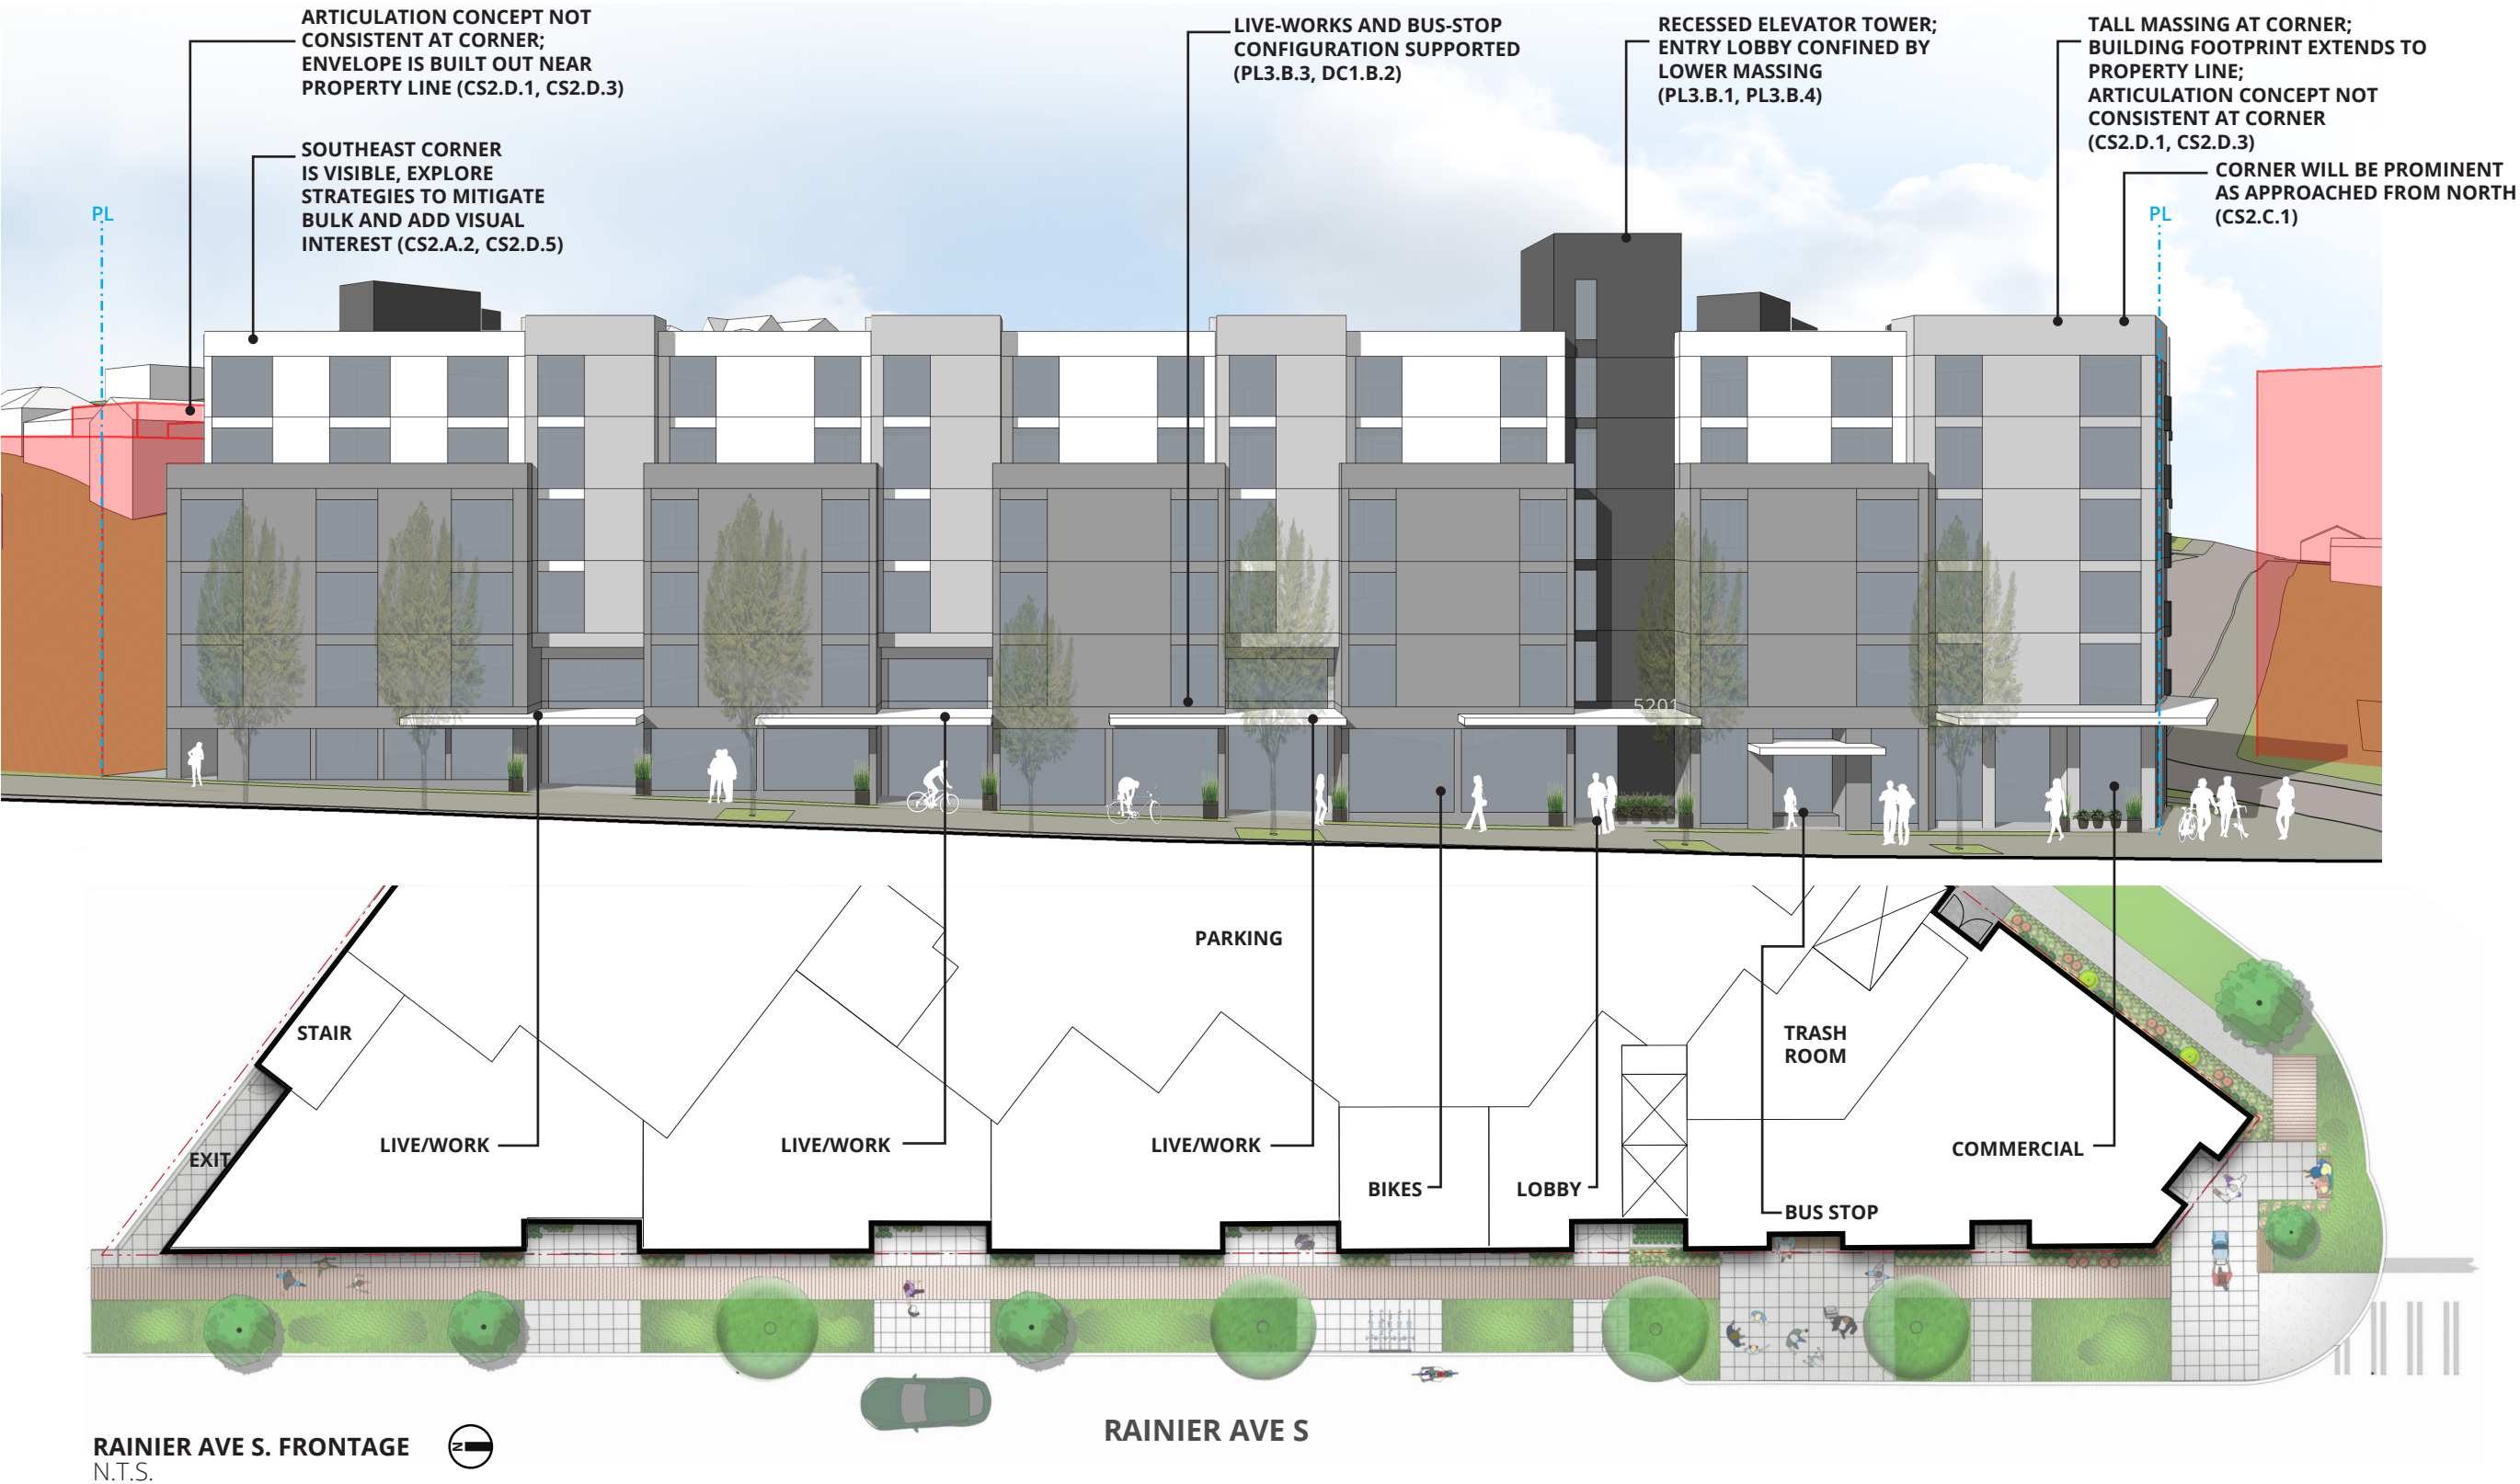 ARTICULATION CONCEPT NOT
CONSISTENT AT CORNER;
ENVELOPE IS BUILT OUT NEAR
PROPERTY LINE (CS2.D.1, CS2.D.3)
SOUTHEAST CORNER
IS VISIBLE, EXPLORE
STRATEGIES TO MITIGATE
BULK AND ADD VISUAL
INTEREST (CS2.A.2, CS2.D.5)
LIVE-WORKS AND BUS-STOP
CONFIGURATION SUPPORTED
(PL3.B.3, DC1.B.2)
RECESSED ELEVATOR TOWER;
ENTRY LOBBY CONFINED BY
LOWER MASSING
(PL3.B.1, PL3.B.4)
TALL MASSING AT CORNER;
BUILDING FOOTPRINT EXTENDS TO
PROPERTY LINE;
ARTICULATION CONCEPT NOT
CONSISTENT AT CORNER
(CS2.D.1, CS2.D.3)
CORNER WILL BE PROMINENT
AS APPROACHED FROM NORTH
(CS2.C.1)
PL
PL
5201
PARKING
STAIR
TRASH
ROOM
EXIT
LIVE/WORK
LIVE/WORK
LIVE/WORK
COMMERCIAL
BIKES
LOBBY
BUS STOP
RAINIER AVE S
RAINIER AVE S. FRONTAGE
N
N.T.S.